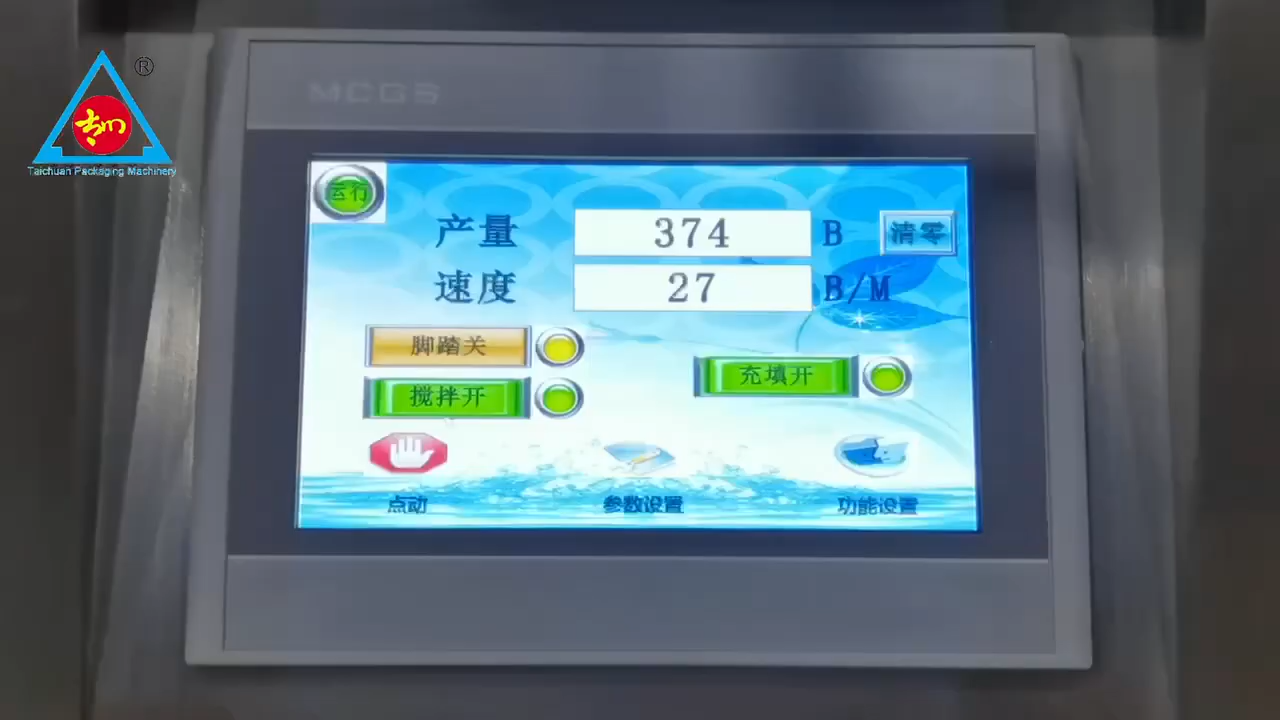 ®
Taichuan Packaging Machinery
MCGS
运行
产量 374 B 清零
速度 27 B/M
脚踏关
充填开
搅拌开
点动 参数设置 功能设置